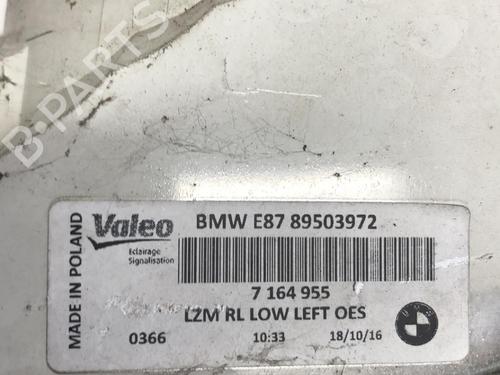 B-PARTS
MADE IN POLAND
Valeo
Eclairage
Signalisation
BMW E87 89503972
7 164 955
LZM RL LOW LEFT OES
0366 10:33 18/10/16